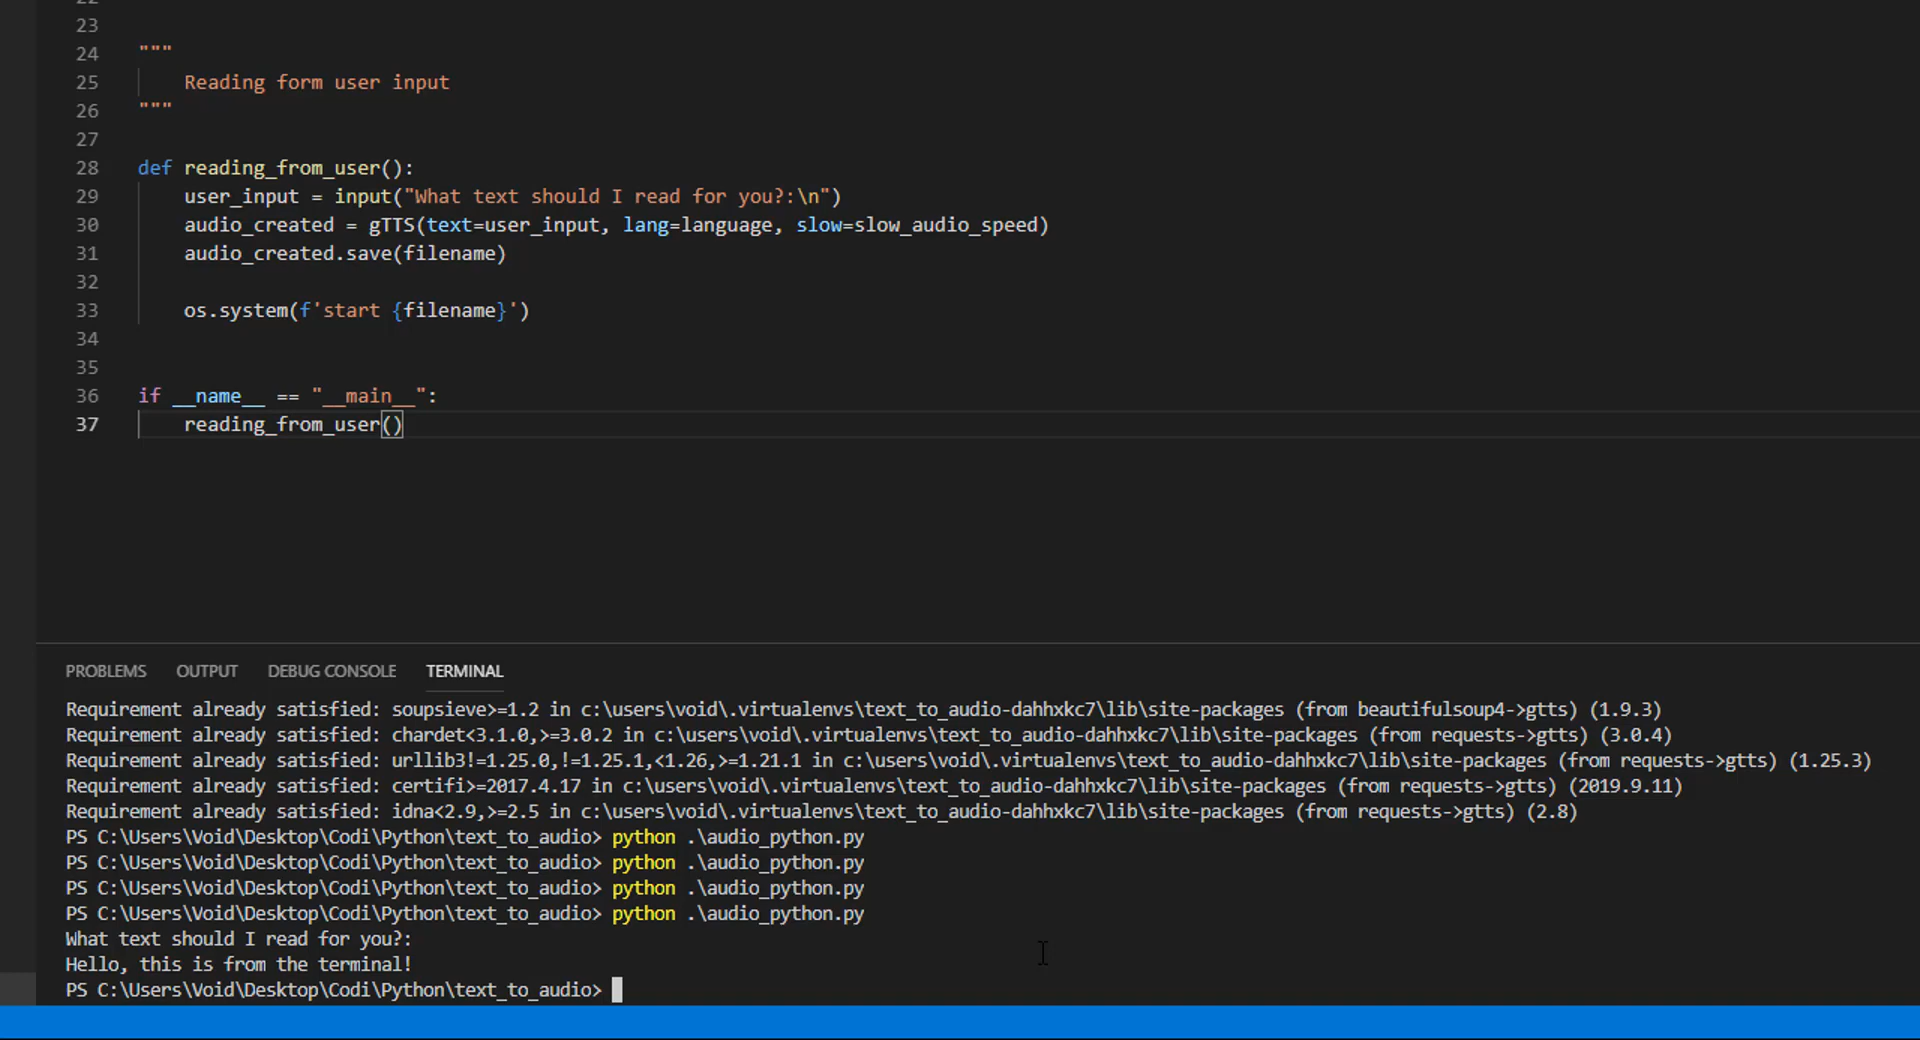 22
23
24 """
25 Reading form user input
26 """
27
28 def reading_from_user():
29 user_input = input("What text should I read for you?:\n")
30 audio_created = gTTS(text=user_input, lang=language, slow=slow_audio_speed)
31 audio_created.save(filename)
32
33 os.system(f'start {filename}')
34
35
36 if __name__ == "__main__":
37 reading_from_user()
PROBLEMS OUTPUT DEBUG CONSOLE TERMINAL
Requirement already satisfied: soupsieve>=1.2 in c:\users\void\.virtualenvs\text_to_audio-dahhxkc7\lib\site-packages (from beautifulsoup4->gtts) (1.9.3)
Requirement already satisfied: chardet<3.1.0,>=3.0.2 in c:\users\void\.virtualenvs\text_to_audio-dahhxkc7\lib\site-packages (from requests->gtts) (3.0.4)
Requirement already satisfied: urllib3!=1.25.0,!=1.25.1,<1.26,>=1.21.1 in c:\users\void\.virtualenvs\text_to_audio-dahhxkc7\lib\site-packages (from requests->gtts) (1.25.3)
Requirement already satisfied: certifi>=2017.4.17 in c:\users\void\.virtualenvs\text_to_audio-dahhxkc7\lib\site-packages (from requests->gtts) (2019.9.11)
Requirement already satisfied: idna<2.9,>=2.5 in c:\users\void\.virtualenvs\text_to_audio-dahhxkc7\lib\site-packages (from requests->gtts) (2.8)
PS C:\Users\Void\Desktop\Codi\Python\text_to_audio> python .\audio_python.py
PS C:\Users\Void\Desktop\Codi\Python\text_to_audio> python .\audio_python.py
PS C:\Users\Void\Desktop\Codi\Python\text_to_audio> python .\audio_python.py
PS C:\Users\Void\Desktop\Codi\Python\text_to_audio> python .\audio_python.py
What text should I read for you?:
Hello, this is from the terminal!
PS C:\Users\Void\Desktop\Codi\Python\text_to_audio>